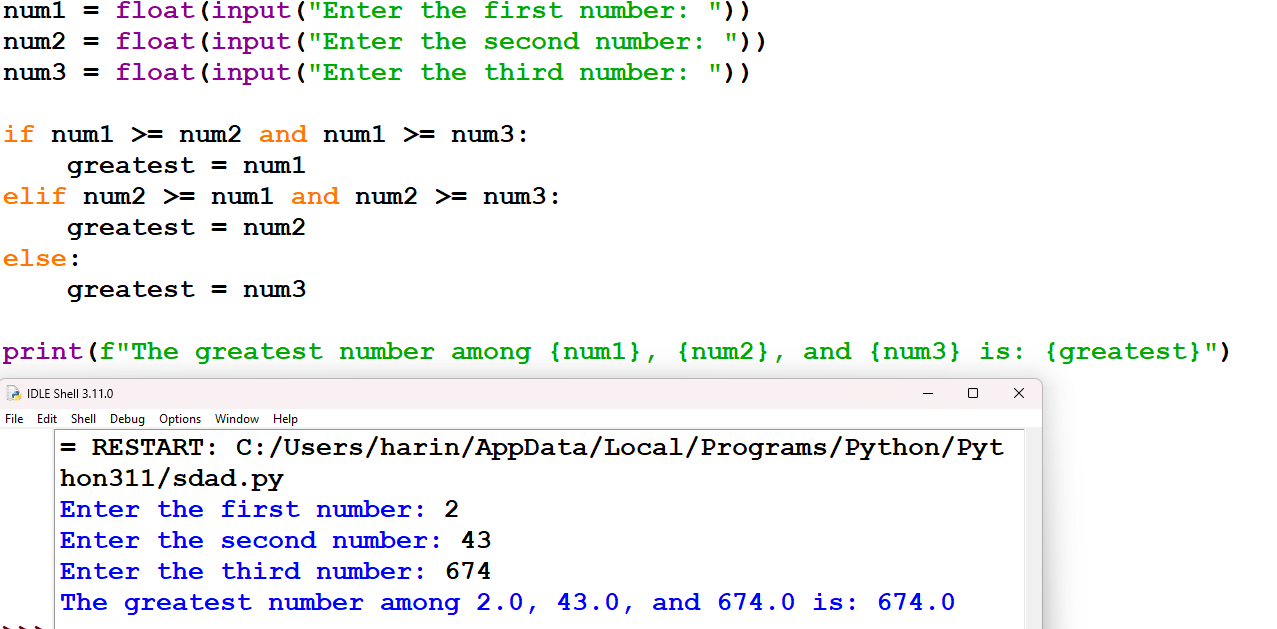 num1 = float(input("Enter the first number: "))
num2 = float(input("Enter the second number: "))
num3 = float(input("Enter the third number: "))
if num1 >= num2 and num1 >= num3:
    greatest = num1
elif num2 >= num1 and num2 >= num3:
    greatest = num2
else:
    greatest = num3
print(f"The greatest number among {num1}, {num2}, and {num3} is: {greatest}")
IDLE Shell 3.11.0
File Edit Shell Debug Options Window Help
= RESTART: C:/Users/harin/AppData/Local/Programs/Python/Pyt
hon311/sdad.py
Enter the first number: 2
Enter the second number: 43
Enter the third number: 674
The greatest number among 2.0, 43.0, and 674.0 is: 674.0
>>>